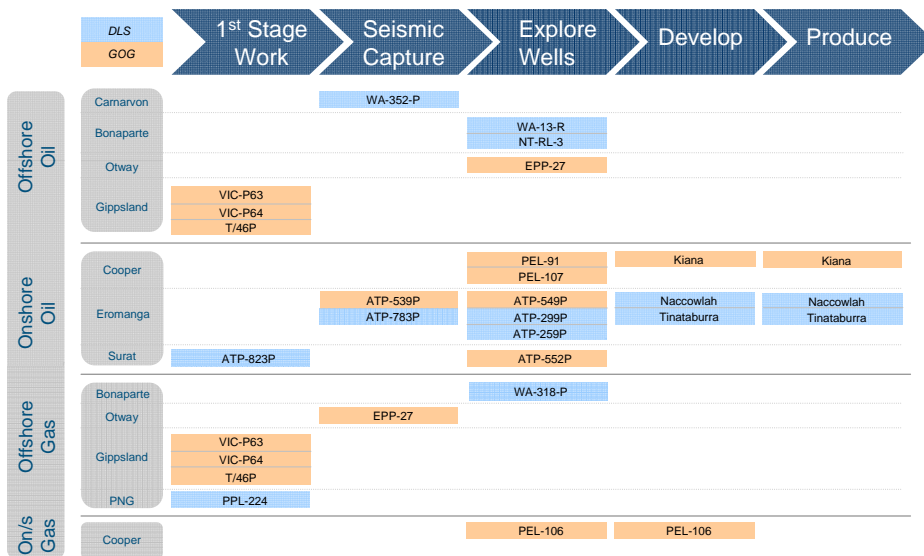 DLS
GOG
1st Stage
Work
Seismic
Capture
Explore
Wells
Develop
Produce
Offshore
Oil
Carnarvon
WA-352-P
Bonaparte
WA-13-R
NT-RL-3
Otway
EPP-27
Gippsland
VIC-P63
VIC-P64
T/46P
Onshore
Oil
Cooper
PEL-91
Kiana
Kiana
PEL-107
Eromanga
ATP-539P
ATP-549P
Naccowlah
Naccowlah
ATP-783P
ATP-299P
Tinataburra
Tinataburra
ATP-259P
Surat
ATP-823P
ATP-552P
Offshore
Gas
Bonaparte
WA-318-P
Otway
EPP-27
Gippsland
VIC-P63
VIC-P64
T/46P
PNG
PPL-224
On/s
Gas
Cooper
PEL-106
PEL-106